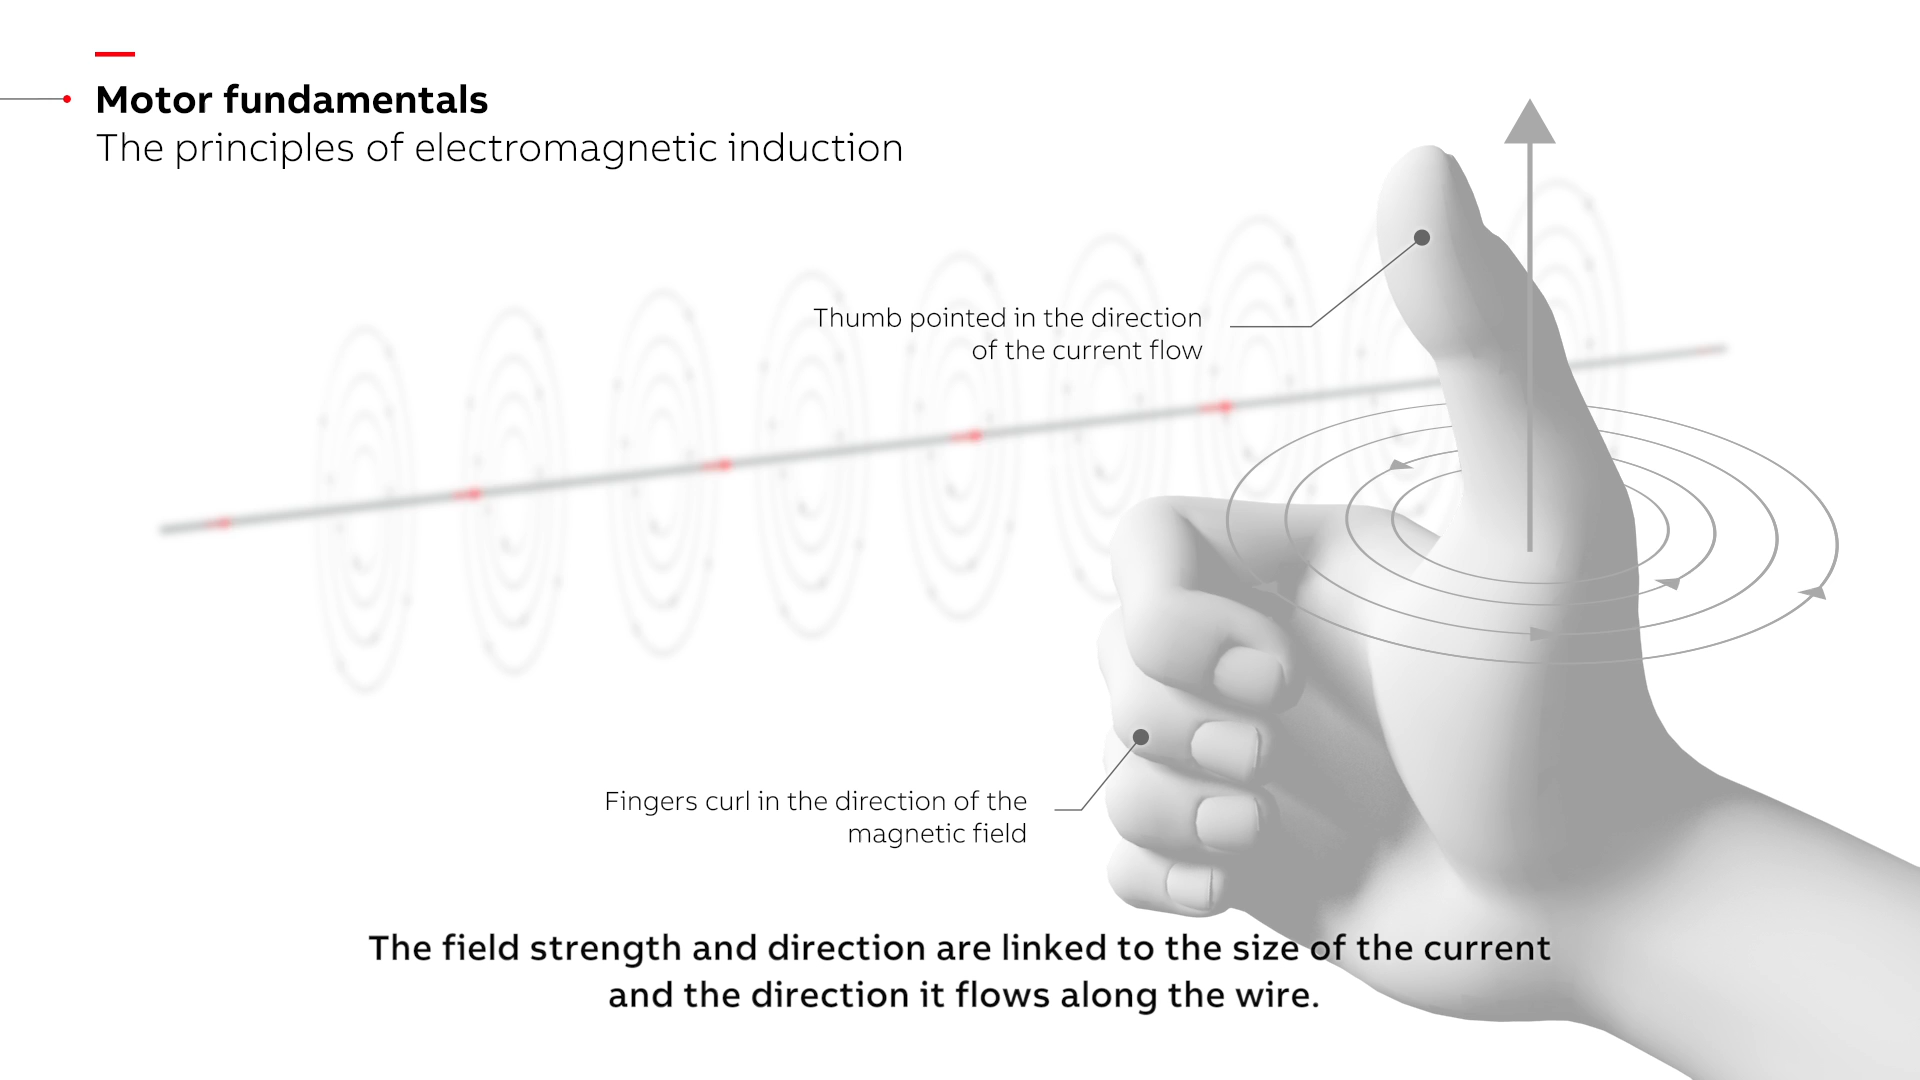 Motor fundamentals
The principles of electromagnetic induction
Thumb pointed in the direction
of the current flow
Fingers curl in the direction of the
magnetic field
The field strength and direction are linked to the size of the current
and the direction it flows along the wire.